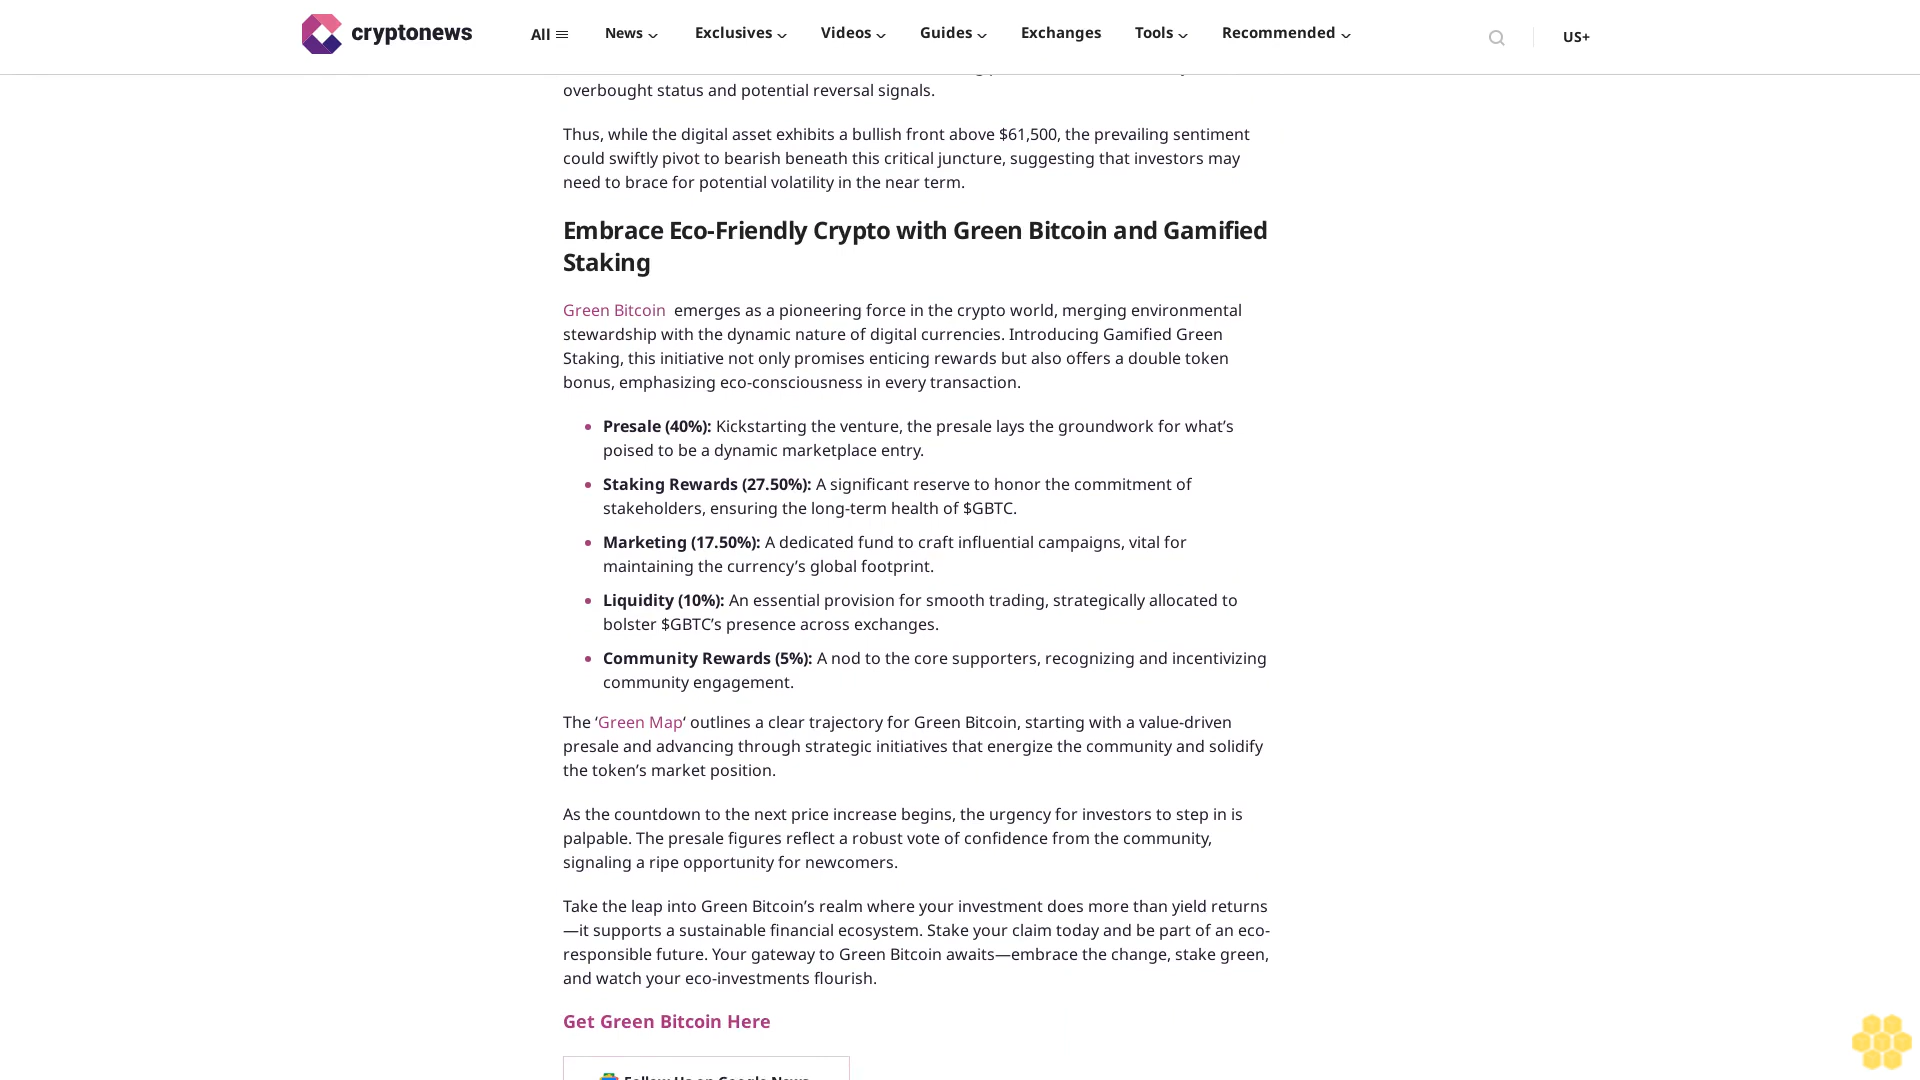 cryptonews
All
News
Exclusives
Videos
Guides
Exchanges
Tools
Recommended
US+
overbought status and potential reversal signals.
Thus, while the digital asset exhibits a bullish front above $61,500, the prevailing sentiment
could swiftly pivot to bearish beneath this critical juncture, suggesting that investors may
need to brace for potential volatility in the near term.
Embrace Eco-Friendly Crypto with Green Bitcoin and Gamified
Staking
Green Bitcoin emerges as a pioneering force in the crypto world, merging environmental
stewardship with the dynamic nature of digital currencies. Introducing Gamified Green
Staking, this initiative not only promises enticing rewards but also offers a double token
bonus, emphasizing eco-consciousness in every transaction.
Presale (40%): Kickstarting the venture, the presale lays the groundwork for what’s
poised to be a dynamic marketplace entry.
Staking Rewards (27.50%): A significant reserve to honor the commitment of
stakeholders, ensuring the long-term health of $GBTC.
Marketing (17.50%): A dedicated fund to craft influential campaigns, vital for
maintaining the currency’s global footprint.
Liquidity (10%): An essential provision for smooth trading, strategically allocated to
bolster $GBTC’s presence across exchanges.
Community Rewards (5%): A nod to the core supporters, recognizing and incentivizing
community engagement.
The ‘Green Map‘ outlines a clear trajectory for Green Bitcoin, starting with a value-driven
presale and advancing through strategic initiatives that energize the community and solidify
the token’s market position.
As the countdown to the next price increase begins, the urgency for investors to step in is
palpable. The presale figures reflect a robust vote of confidence from the community,
signaling a ripe opportunity for newcomers.
Take the leap into Green Bitcoin’s realm where your investment does more than yield returns
—it supports a sustainable financial ecosystem. Stake your claim today and be part of an eco-
responsible future. Your gateway to Green Bitcoin awaits—embrace the change, stake green,
and watch your eco-investments flourish.
Get Green Bitcoin Here
Follow Us on Google News